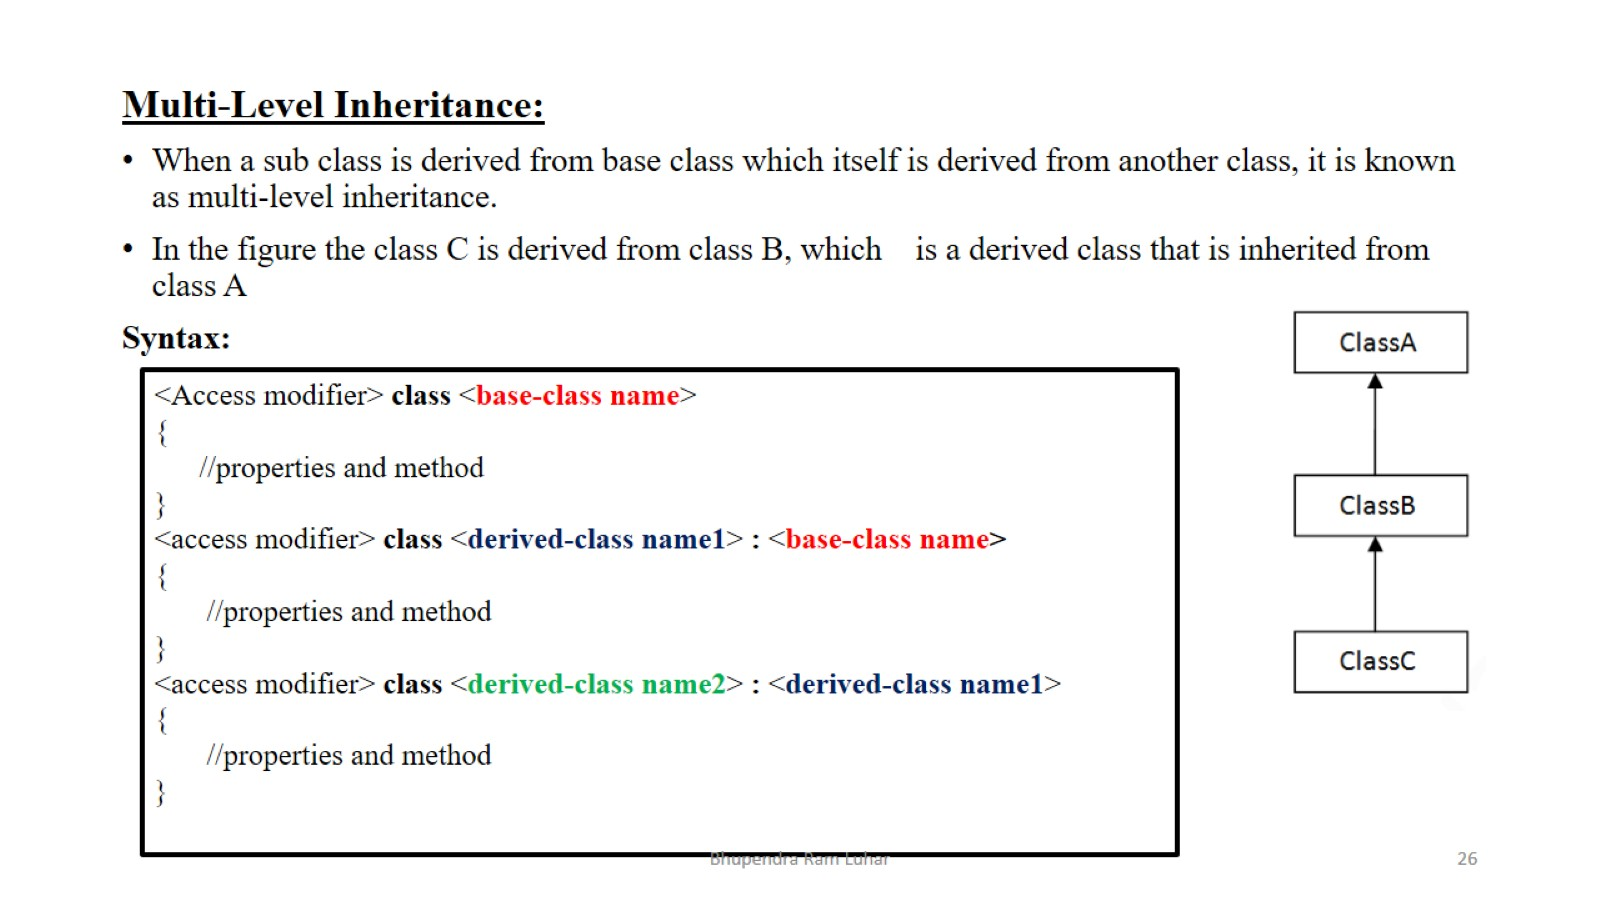 Multi-Level Inheritance:
• When a sub class is derived from base class which itself is derived from another class, it is known
as multi-level inheritance.
• In the figure the class C is derived from class B, which is a derived class that is inherited from
class A
Syntax:
<Access modifier> class <base-class name>
{
//properties and method
}
<access modifier> class <derived-class name1> : <base-class name>
{
//properties and method
}
<access modifier> class <derived-class name2> : <derived-class name1>
{
//properties and method
}
ClassA
ClassB
ClassC
Bhupendra Ram Luhar
26